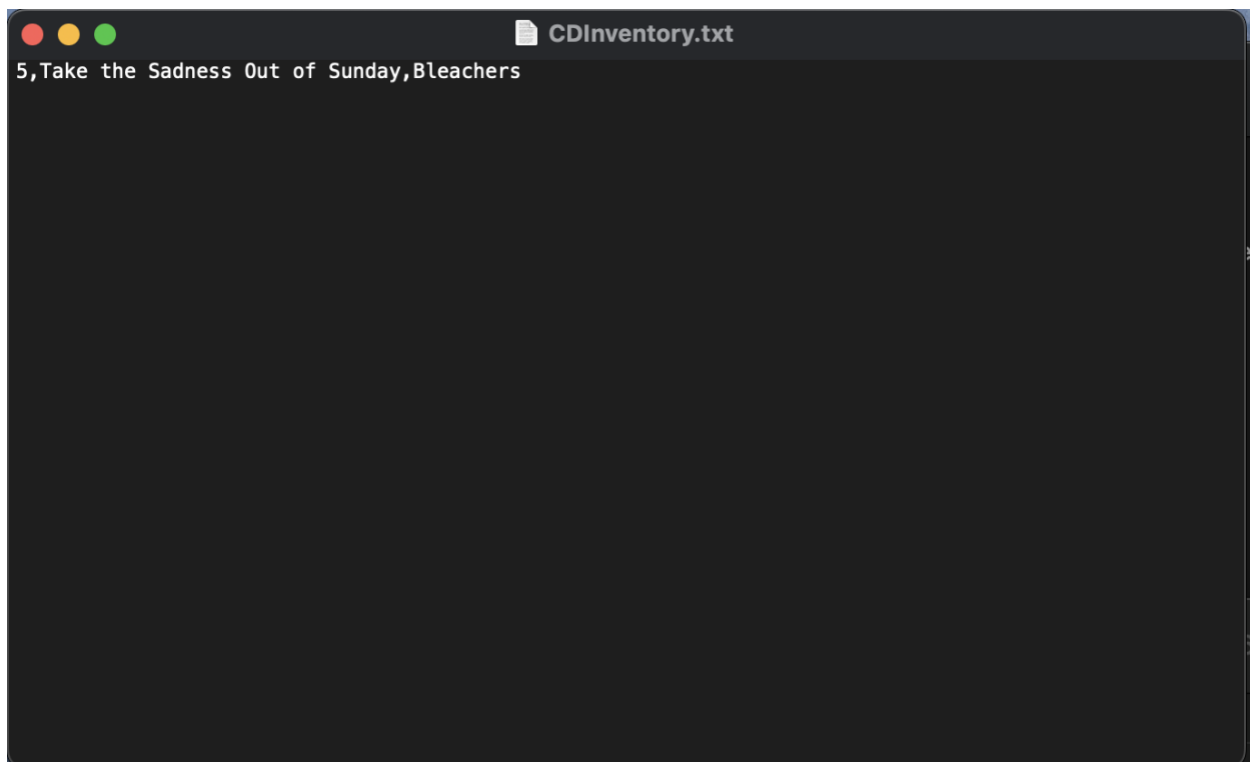 CDInventory.txt
5,Take the Sadness Out of Sunday,Bleachers